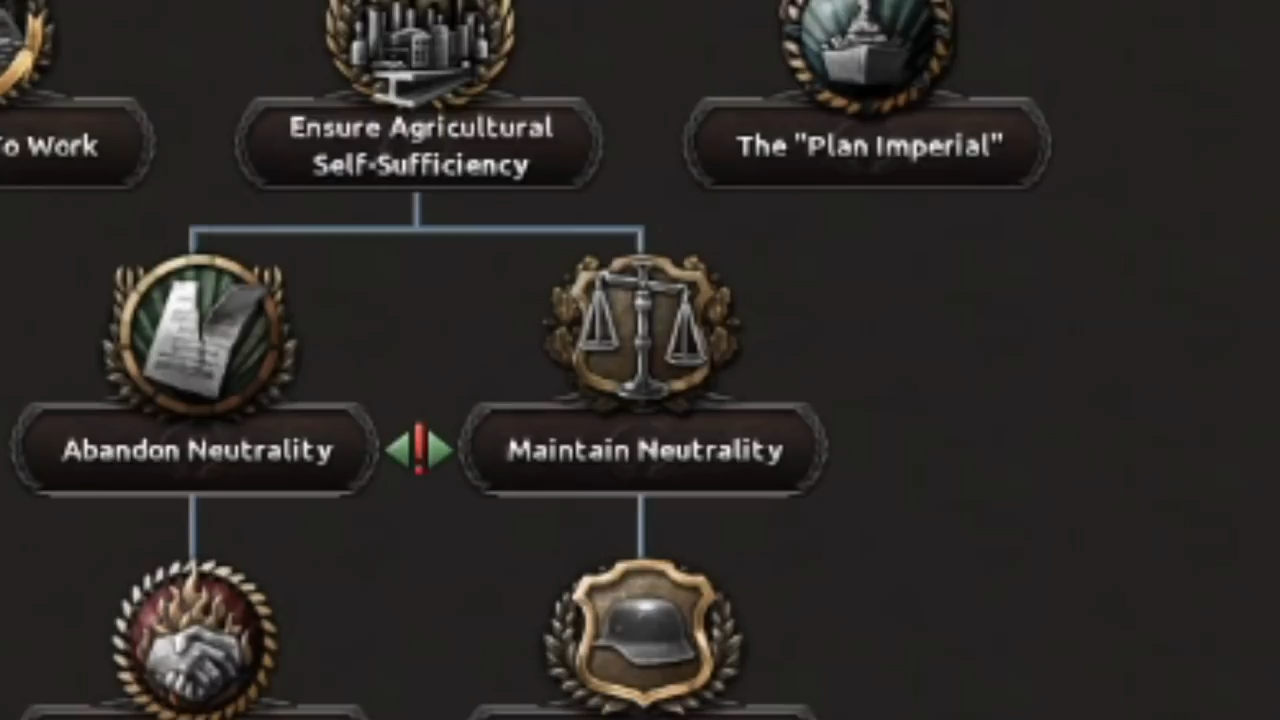 To Work
Ensure Agricultural
Self-Sufficiency
The "Plan Imperial"
Abandon Neutrality
Maintain Neutrality